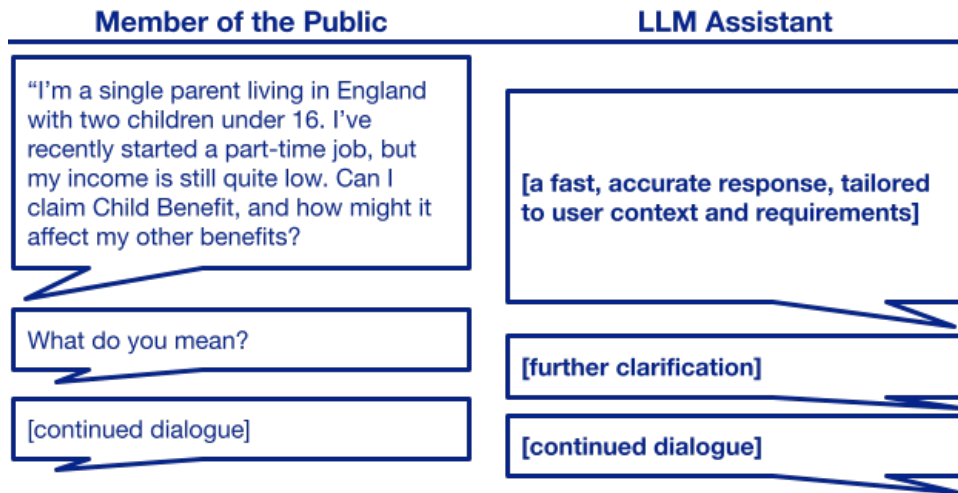 Member of the Public
LLM Assistant
“I’m a single parent living in England
with two children under 16. I’ve
recently started a part-time job, but
my income is still quite low. Can I
claim Child Benefit, and how might it
affect my other benefits?
[a fast, accurate response, tailored
to user context and requirements]
What do you mean?
[further clarification]
[continued dialogue]
[continued dialogue]